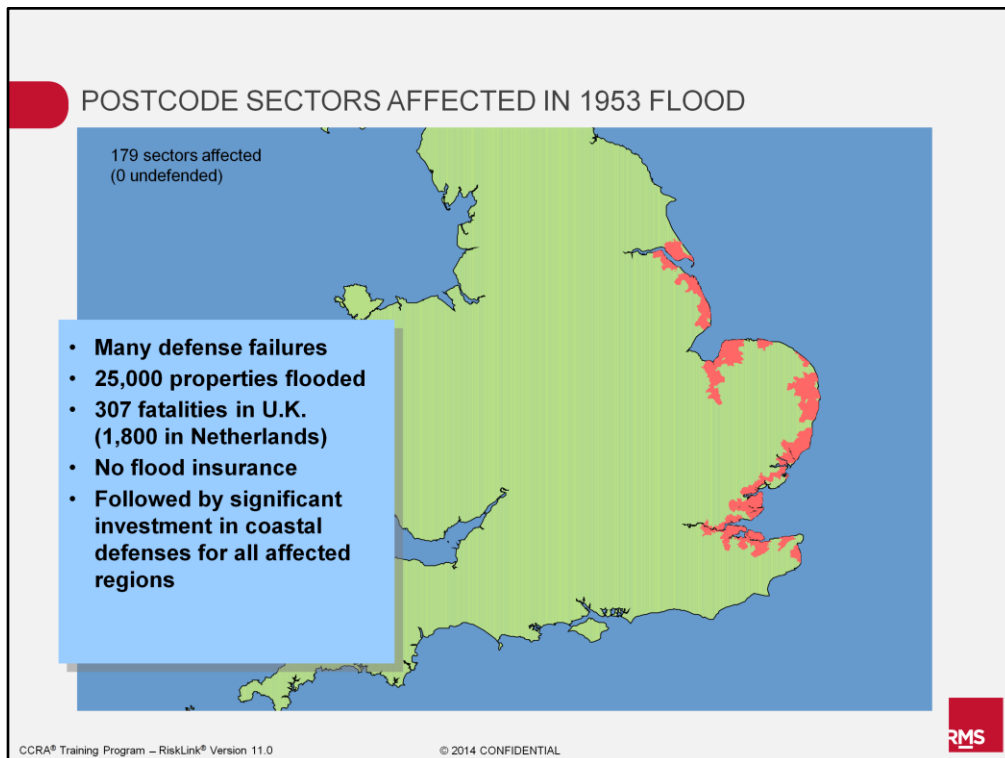 POSTCODE SECTORS AFFECTED IN 1953 FLOOD
179 sectors affected
(0 undefended)
• Many defense failures
• 25,000 properties flooded
• 307 fatalities in U.K.
(1,800 in Netherlands)
• No flood insurance
• Followed by significant
investment in coastal
defenses for all affected
regions
CCRA® Training Program – RiskLink® Version 11.0
© 2014 CONFIDENTIAL
RMS